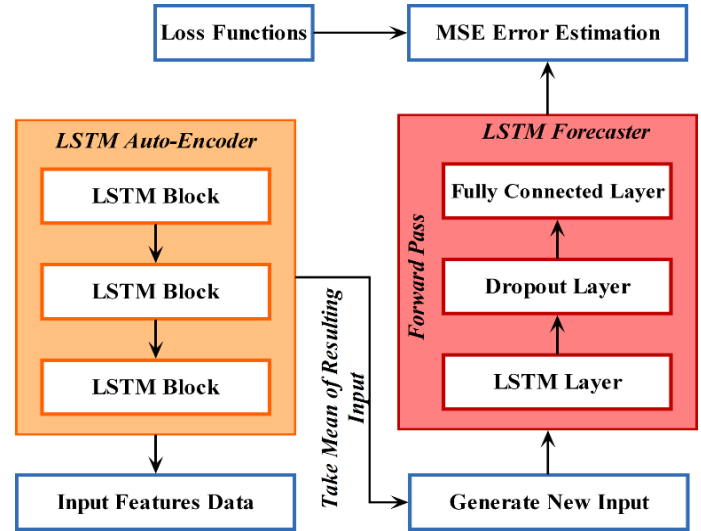 Loss Functions
MSE Error Estimation
LSTM Auto-Encoder
LSTM Block
LSTM Block
LSTM Block
Input Features Data
Take Mean of Resulting
Input
LSTM Forecaster
Forward Pass
Fully Connected Layer
Dropout Layer
LSTM Layer
Generate New Input